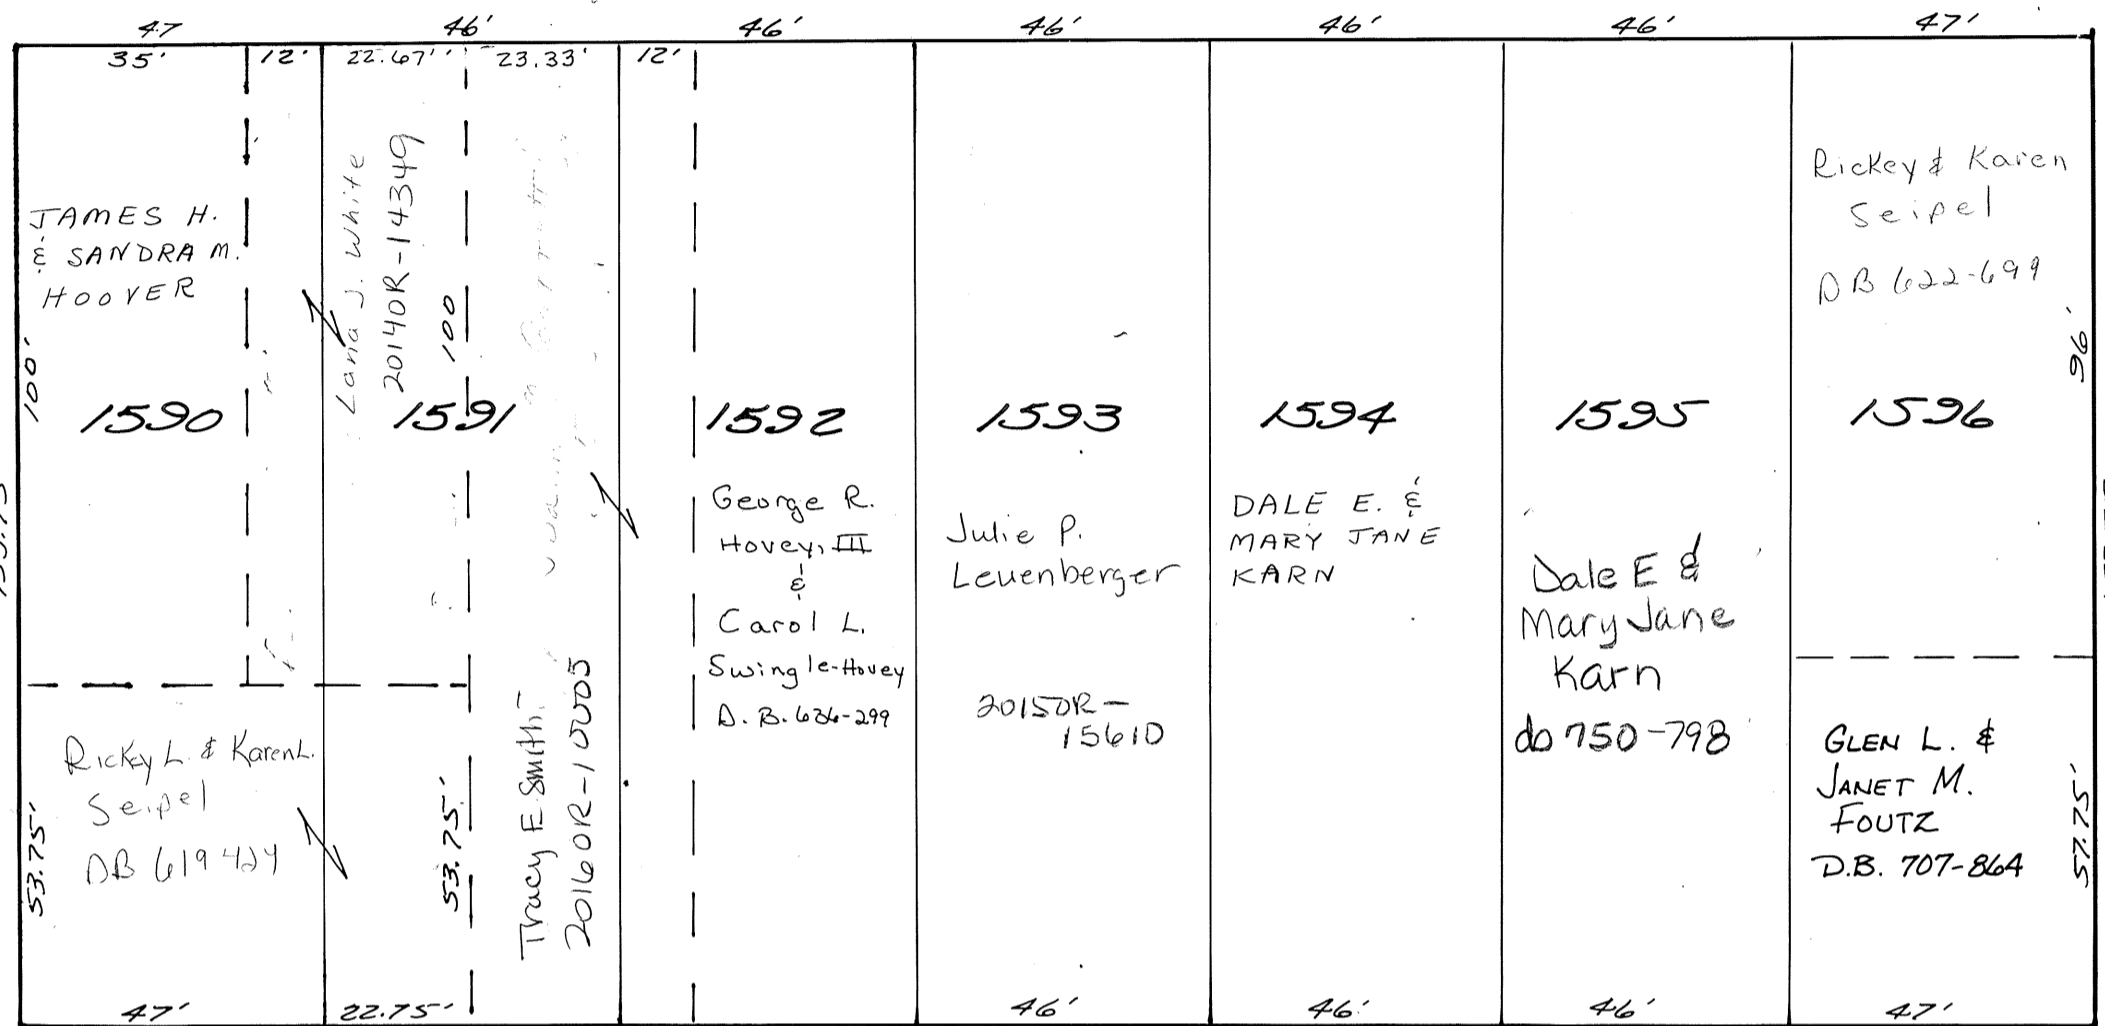 47
46'
46'
46'
46'
46'
47'
35'
12'
22.67'
23.33'
12'
JAMES H.
& SANDRA M.
HOOVER
100'
1590
Lana J. White
2014OR-14349
100
1591
1592
George R.
Hovey, III
&
Carol L.
Swingle-Hovey
D.B. 636-299
1593
Julie P.
Leuenberger
2015OR-
15610
1594
DALE E. &
MARY JANE
KARN
1595
Dale E &
Mary Jane
Karn
db 750-798
Rickey & Karen
Seipel
DB 622-699
96'
1596
Rickey L. & Karen L.
Seipel
DB 619 424
53.75'
53.75'
Tracy E. Smith
2016OR-10005
GLEN L. &
JANET M.
FOUTZ
D.B. 707-864
57.75'
47'
22.75'
46'
46'
46'
47'